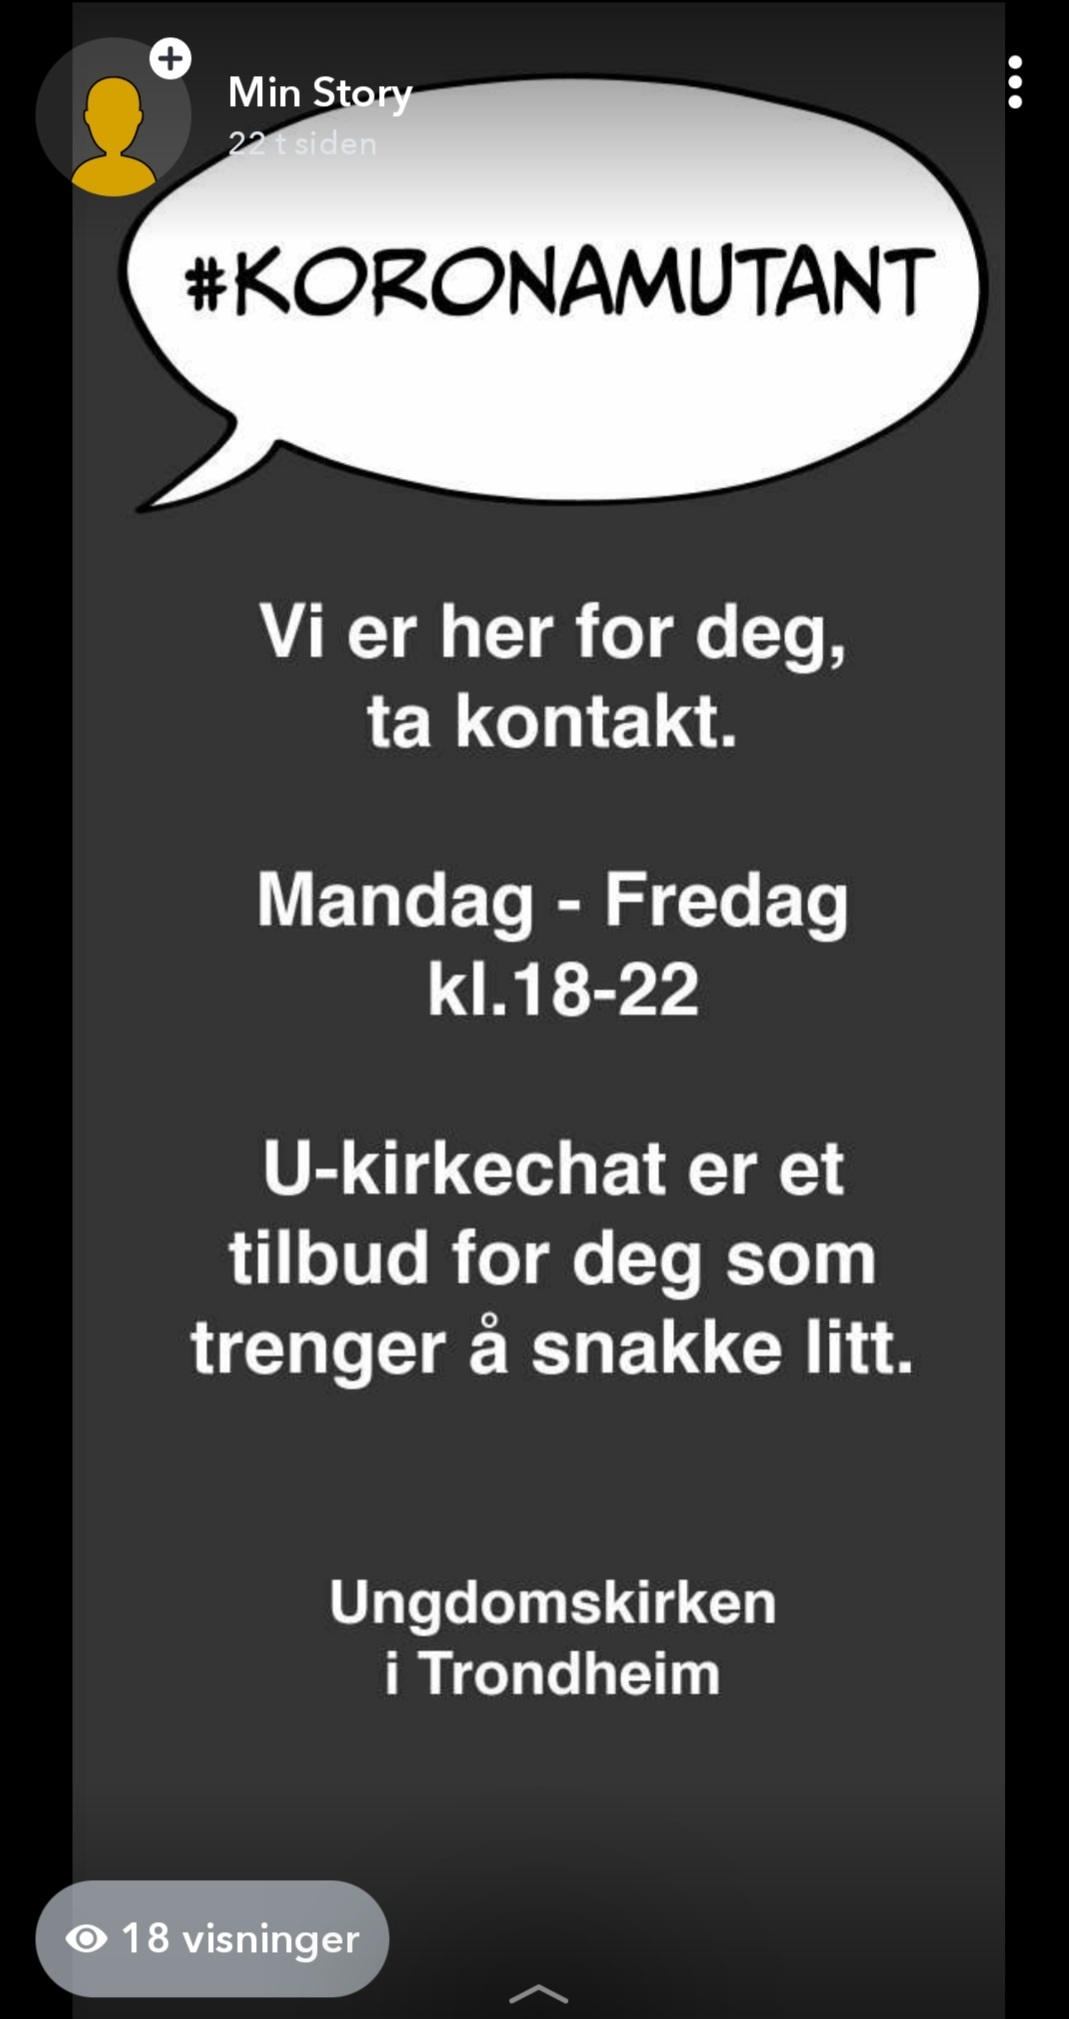 Min Story
22 t siden
#KORONAMUTANT
Vi er her for deg,
ta kontakt.
Mandag - Fredag
kl.18-22
U-kirkechat er et
tilbud for deg som
trenger å snakke litt.
Ungdomskirken
i Trondheim
18 visninger